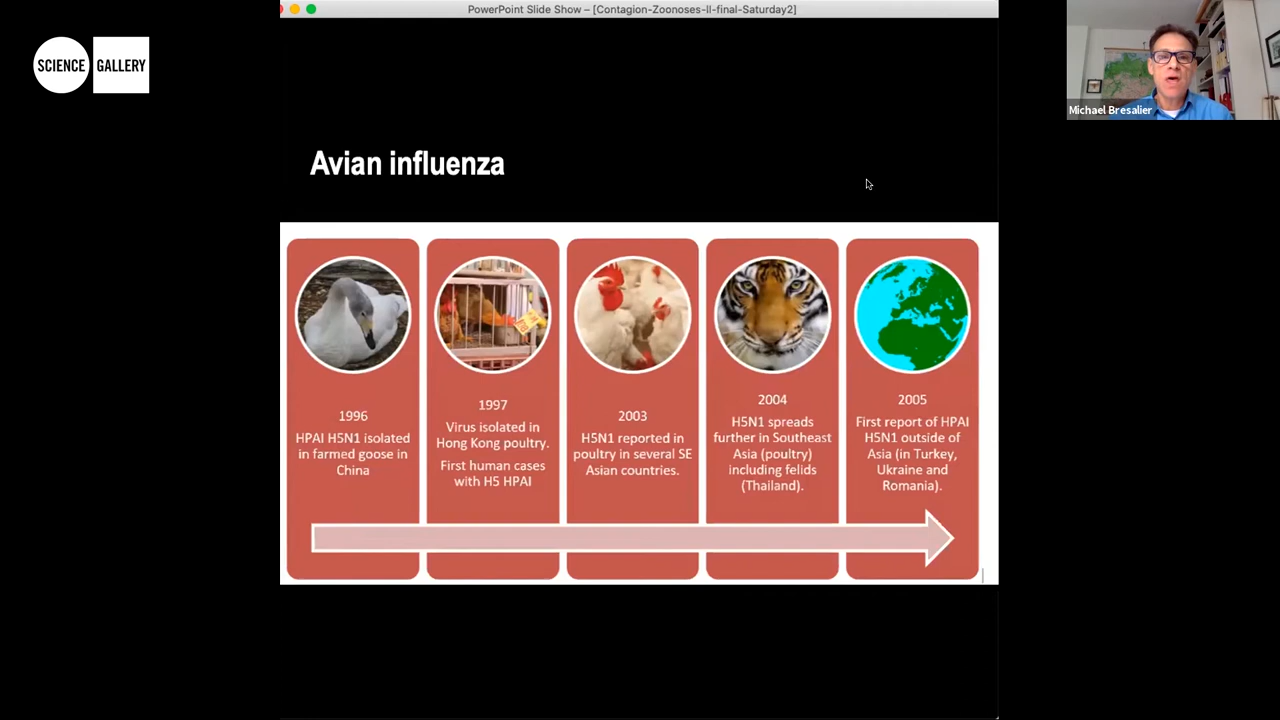 PowerPoint Slide Show – [Contagion-Zoonoses-II-final-Saturday2]
SCIENCE GALLERY
Michael Bresalier
Avian influenza
1996
HPAI H5N1 isolated
in farmed goose in
China
1997
Virus isolated in
Hong Kong poultry.
First human cases
with H5 HPAI
2003
H5N1 reported in
poultry in several SE
Asian countries.
2004
H5N1 spreads
further in Southeast
Asia (poultry)
including felids
(Thailand).
2005
First report of HPAI
H5N1 outside of
Asia (in Turkey,
Ukraine and
Romania).